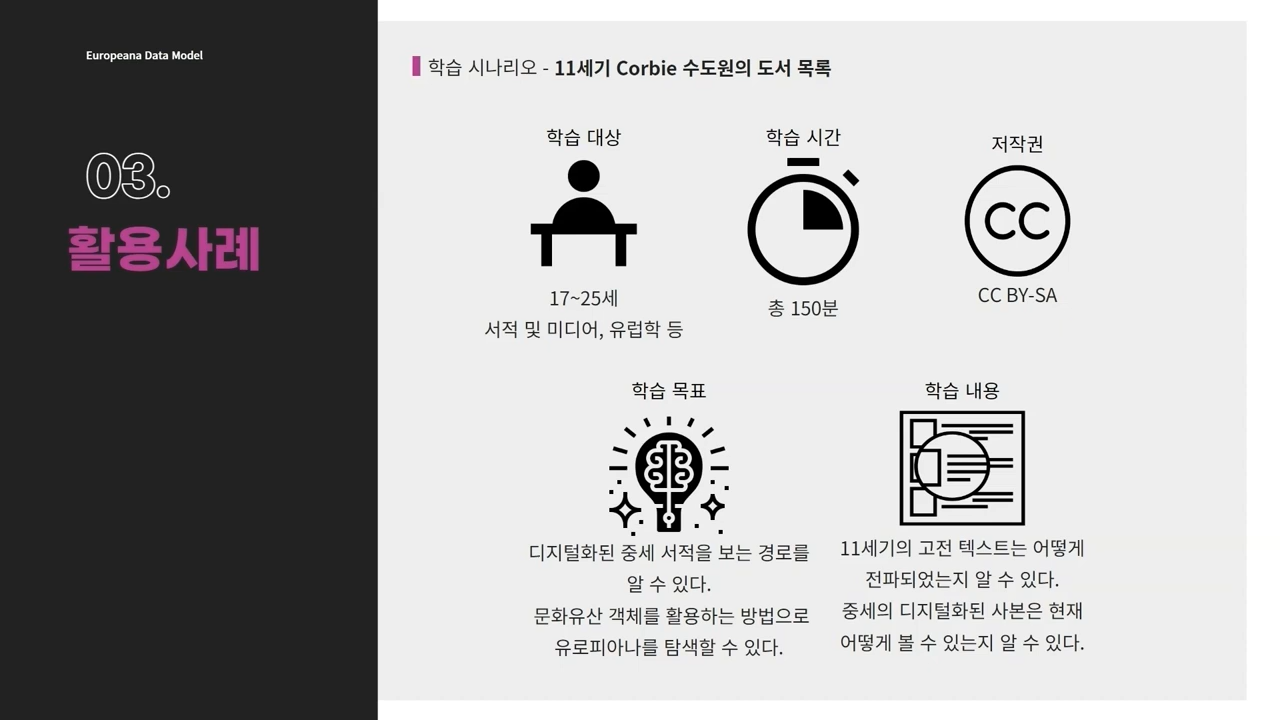 Europeana Data Model
03.
활용사례
학습 시나리오 - 11세기 Corbie 수도원의 도서 목록
학습 대상
17~25세
서적 및 미디어, 유럽학 등
학습 시간
총 150분
저작권
CC
CC BY-SA
학습 목표
디지털화된 중세 서적을 보는 경로를
알 수 있다.
문화유산 객체를 활용하는 방법으로
유로피아나를 탐색할 수 있다.
학습 내용
11세기의 고전 텍스트는 어떻게
전파되었는지 알 수 있다.
중세의 디지털화된 사본은 현재
어떻게 볼 수 있는지 알 수 있다.